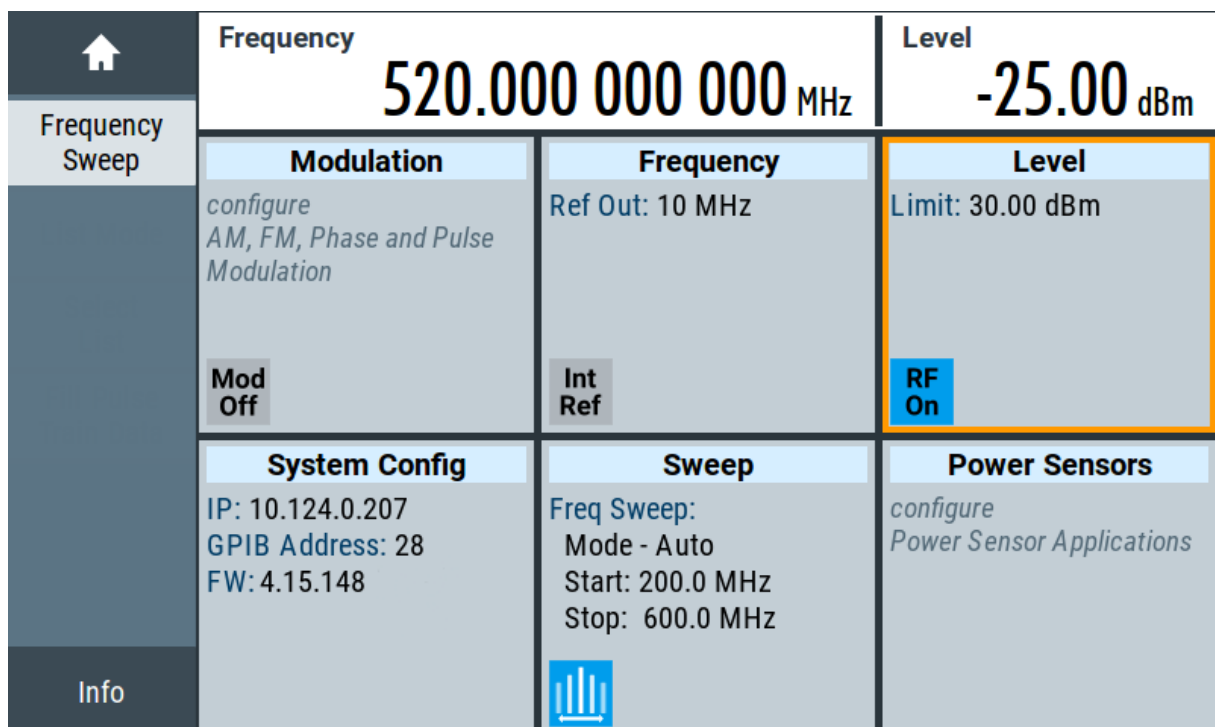 Frequency
520.000 000 000 MHz
Level
-25.00 dBm
Frequency
Sweep
Modulation
configure
AM, FM, Phase and Pulse
Modulation
Mod
Off
Frequency
Ref Out: 10 MHz
Int
Ref
Level
Limit: 30.00 dBm
RF
On
System Config
IP: 10.124.0.207
GPIB Address: 28
FW: 4.15.148
Sweep
Freq Sweep:
Mode - Auto
Start: 200.0 MHz
Stop: 600.0 MHz
Power Sensors
configure
Power Sensor Applications
Info